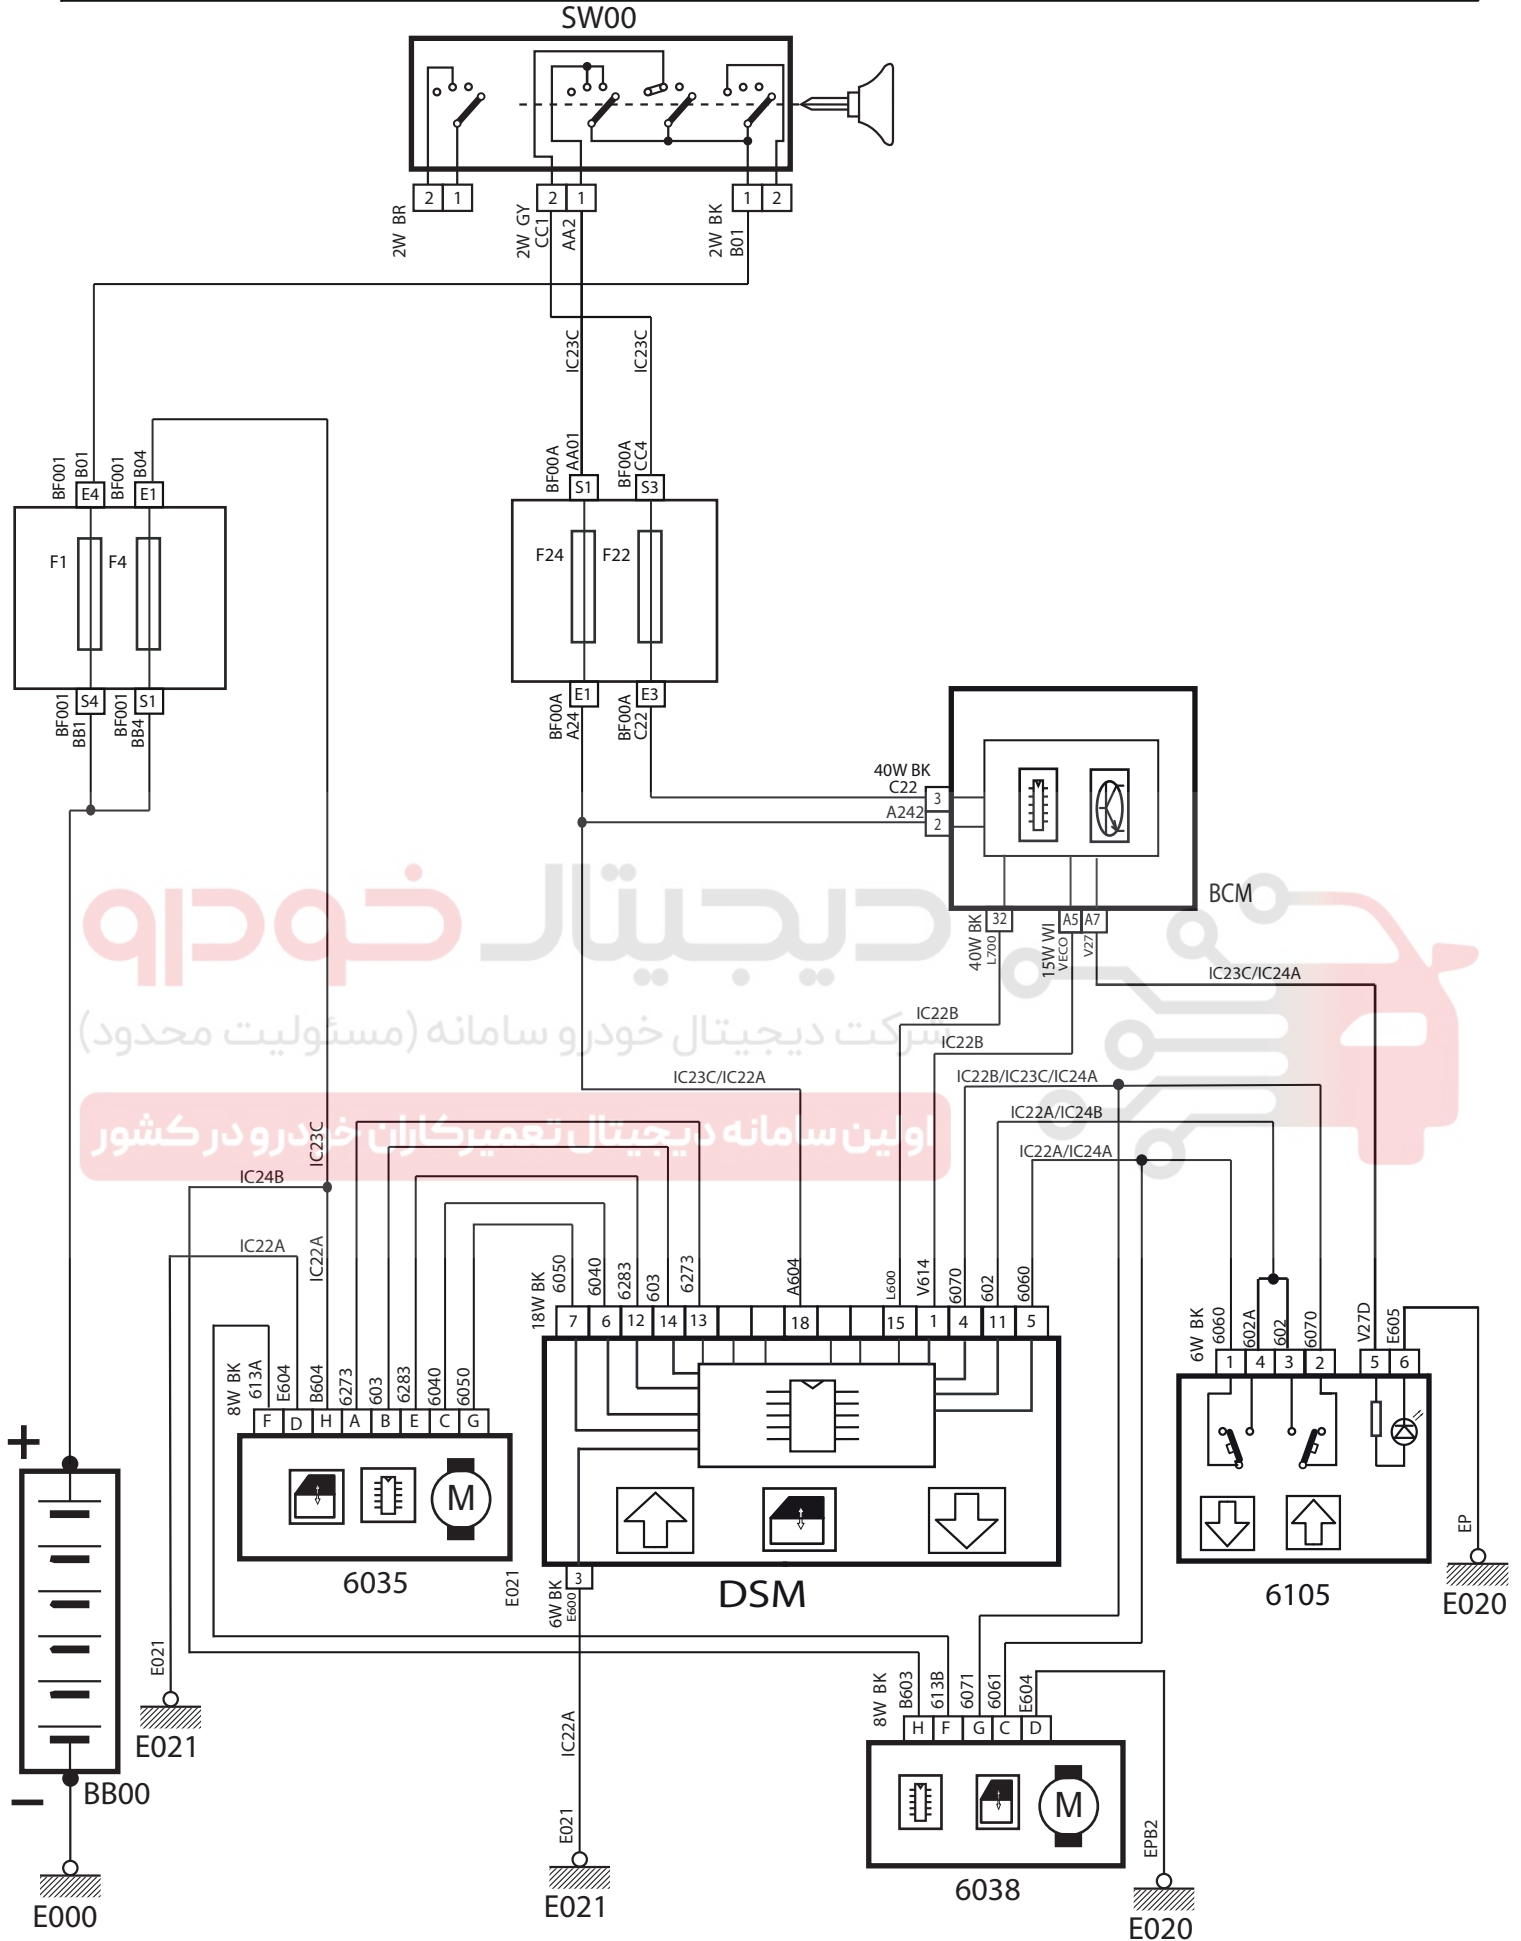 SW00
2 1 2 1 1 2
2W BR
2W GY
CC1
AA2
2W BK
B01
IC23C
IC23C
BF001
B01
BF001
B04
BF00A
AA01
BF00A
CC4
E4 E1
S1 S3
F1 F4
F24 F22
S4 S1
E1 E3
BF001
BB1
BF001
BB4
BF00A
A24
BF00A
C22
40W BK
C22
3
A242
2
BCM
32 A5 A7
40W BK
L700
15W WI
VECO
V27
دیجیتال خودرو
شرکت دیجیتال خودرو سامانه (مسئولیت محدود)
اولین سامانه دیجیتال تعمیرکاران خودرو در کشور
IC23C/IC24A
IC22B
IC22B
IC23C/IC22A
IC22B/IC23C/IC24A
IC22A/IC24B
IC22A/IC24A
IC23C
IC24B
IC22A
IC22A
18W BK
6050
6040
6283
603
6273
A604
L600
V614
6070
602
6060
7 6 12 14 13 18 15 1 4 11 5
6W BK
6060
602A
602
6070
V27D
E605
1 4 3 2 5 6
8W BK
613A
E604
B604
6273
603
6283
6040
6050
F D H A B E C G
M
6035
E021
3
6W BK
E600
DSM
6105
EP
E020
+
−
BB00
E000
E021
E021
IC22A
E021
E021
8W BK
B603
613B
6071
6061
E604
H F G C D
M
6038
EPB2
E020